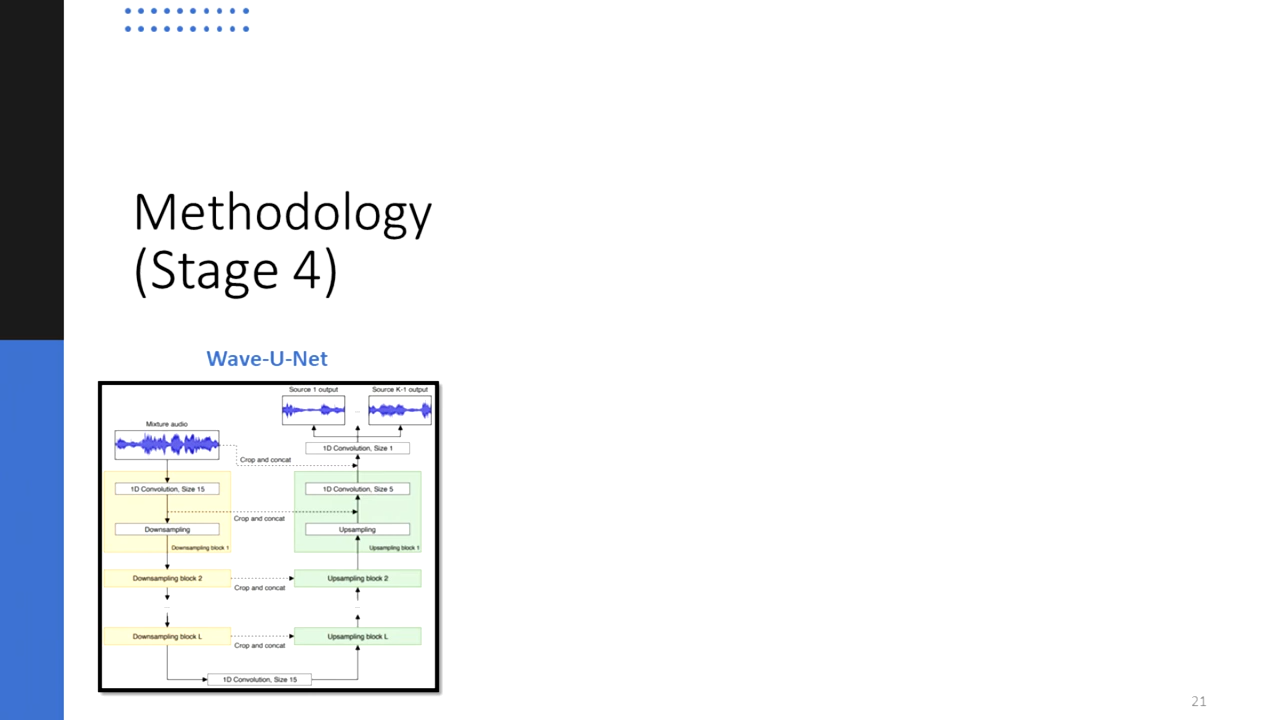 Methodology
(Stage 4)
Wave-U-Net
Source 1 output
...
Source K-1 output
Mixture audio
1D Convolution, Size 1
Crop and concat
1D Convolution, Size 15
1D Convolution, Size 5
Crop and concat
Downsampling
Upsampling
Downsampling block 1
Upsampling block 1
Downsampling block 2
Upsampling block 2
Crop and concat
...
...
Downsampling block L
Upsampling block L
Crop and concat
1D Convolution, Size 15
21